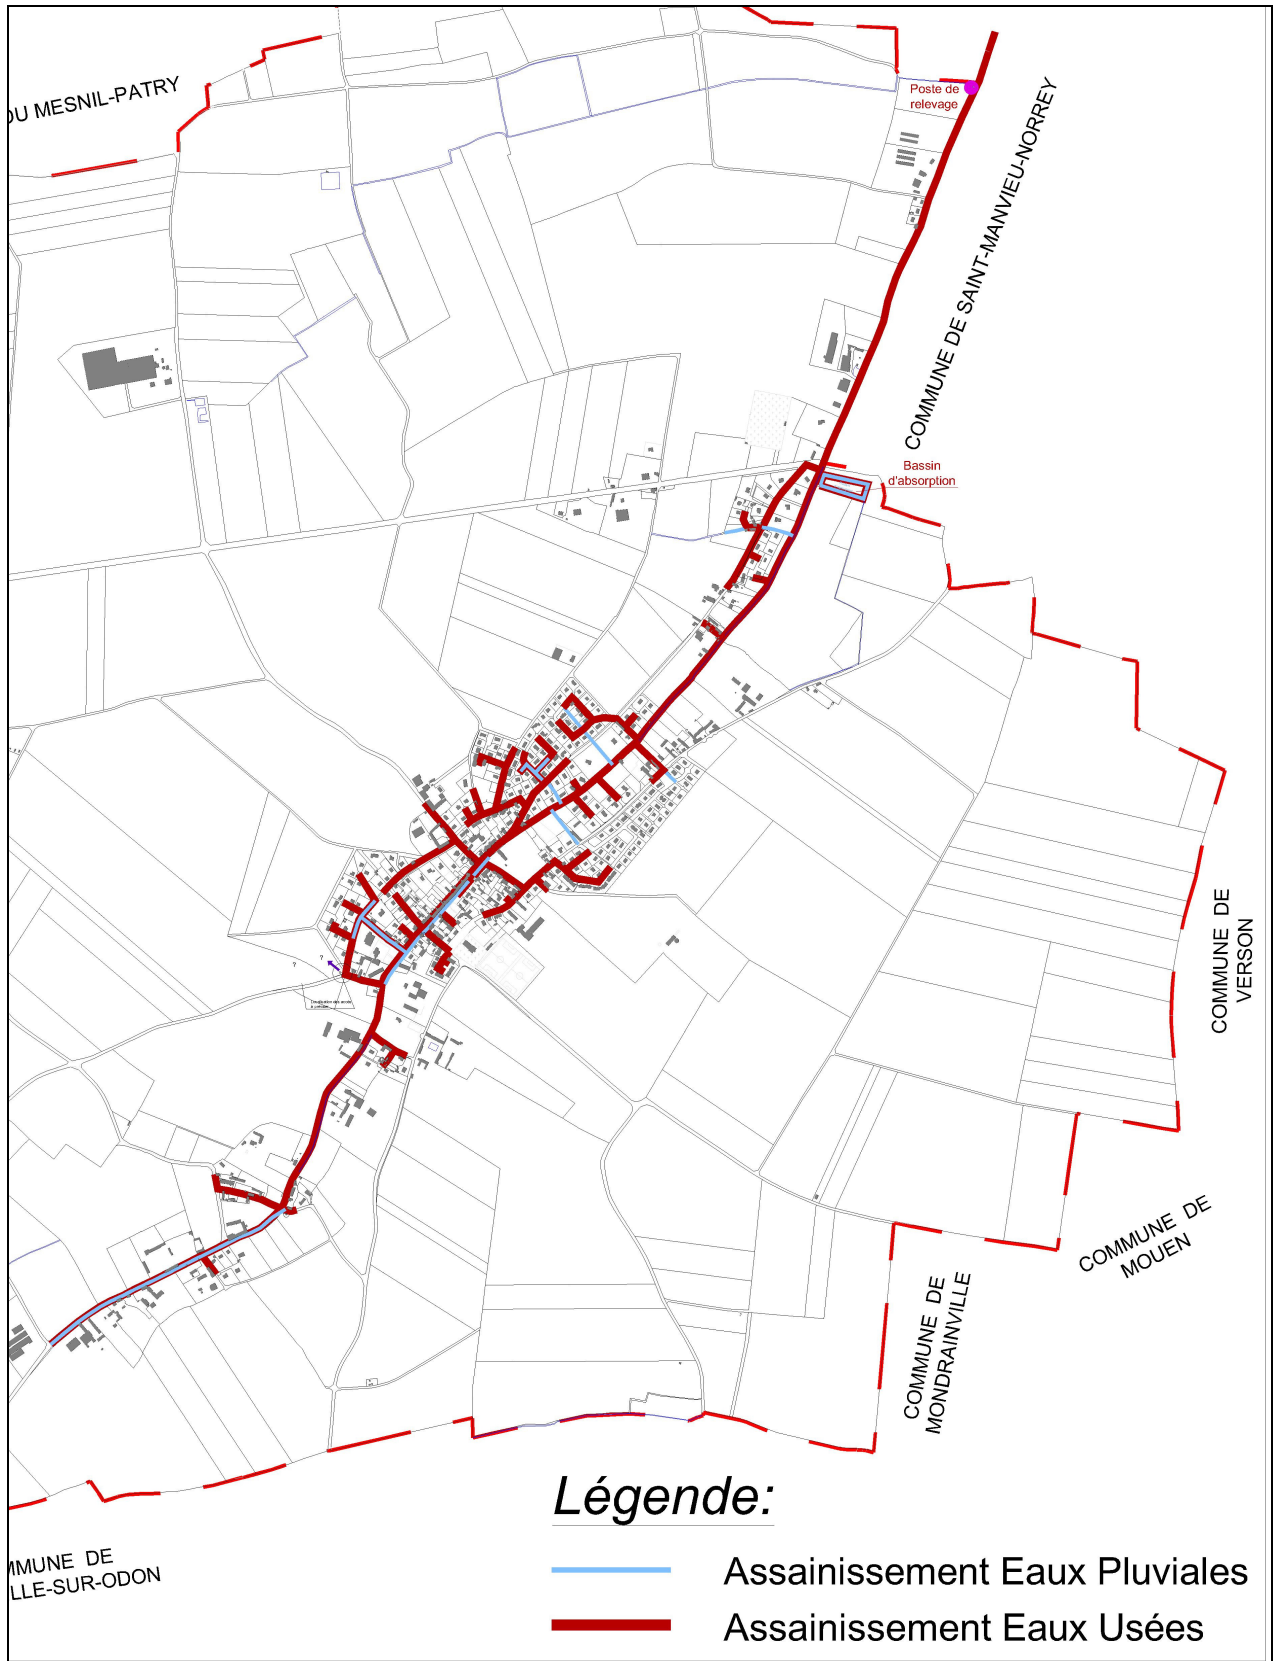 DU MESNIL-PATRY
Poste de
relevage
COMMUNE DE SAINT-MANVIEU-NORREY
Bassin
d'absorption
COMMUNE DE
VERSON
?
?
COMMUNE DE
MOUEN
COMMUNE DE
MONDRAINVILLE
Légende:
Assainissement Eaux Pluviales
Assainissement Eaux Usées
MMUNE DE
LLE-SUR-ODON